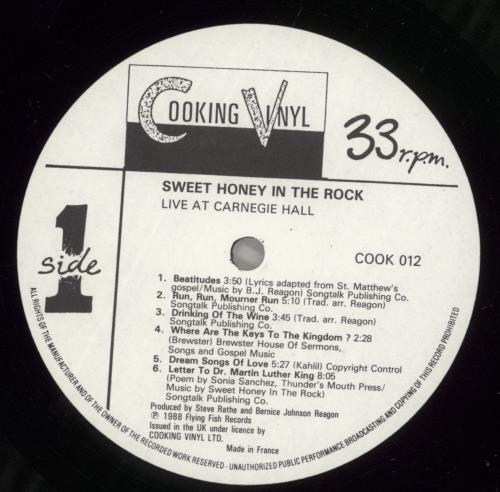 COOKING VINYL
33 r.p.m.
SWEET HONEY IN THE ROCK
LIVE AT CARNEGIE HALL
side 1
COOK 012
1. Beatitudes 3:50 (Lyrics adapted from St. Matthew's
gospel/Music by B.J. Reagon) Songtalk Publishing Co.
2. Run, Run, Mourner Run 5:10 (Trad. arr. Reagon)
Songtalk Publishing Co.
3. Drinking Of The Wine 3:45 (Trad. arr. Reagon)
Songtalk Publishing Co.
4. Where Are The Keys To The Kingdom ? 2:28
(Brewster) Brewster House Of Sermons,
Songs and Gospel Music
5. Dream Songs Of Love 5:27 (Kahlil) Copyright Control
6. Letter To Dr. Martin Luther King 8:05
(Poem by Sonia Sanchez, Thunder's Mouth Press/
Music by Sweet Honey In The Rock)
Songtalk Publishing Co.
Produced by Steve Rathe and Bernice Johnson Reagon
℗ 1988 Flying Fish Records
Issued in the UK under licence by
COOKING VINYL LTD.
Made in France
ALL RIGHTS OF THE MANUFACTURER AND OF THE OWNER OF THE RECORDED WORK RESERVED - UNAUTHORIZED PUBLIC PERFORMANCE BROADCASTING AND COPYING OF THIS RECORD PROHIBITED